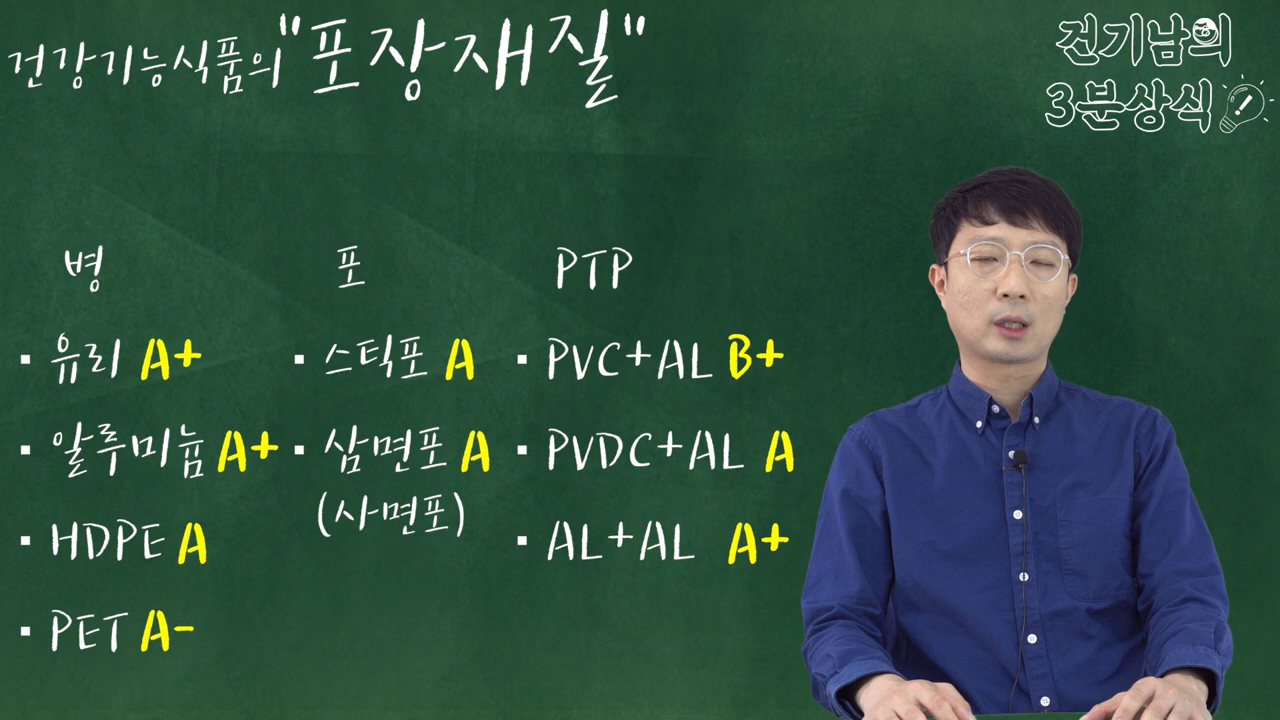 건강기능식품의 "포장재질"
건기남의
3분상식
병
▪ 유리 A+
▪ 알루미늄 A+
▪ HDPE A
▪ PET A-
포
▪ 스틱포 A
▪ 삼면포 A
(사면포)
PTP
▪ PVC+AL B+
▪ PVDC+AL A
▪ AL+AL A+